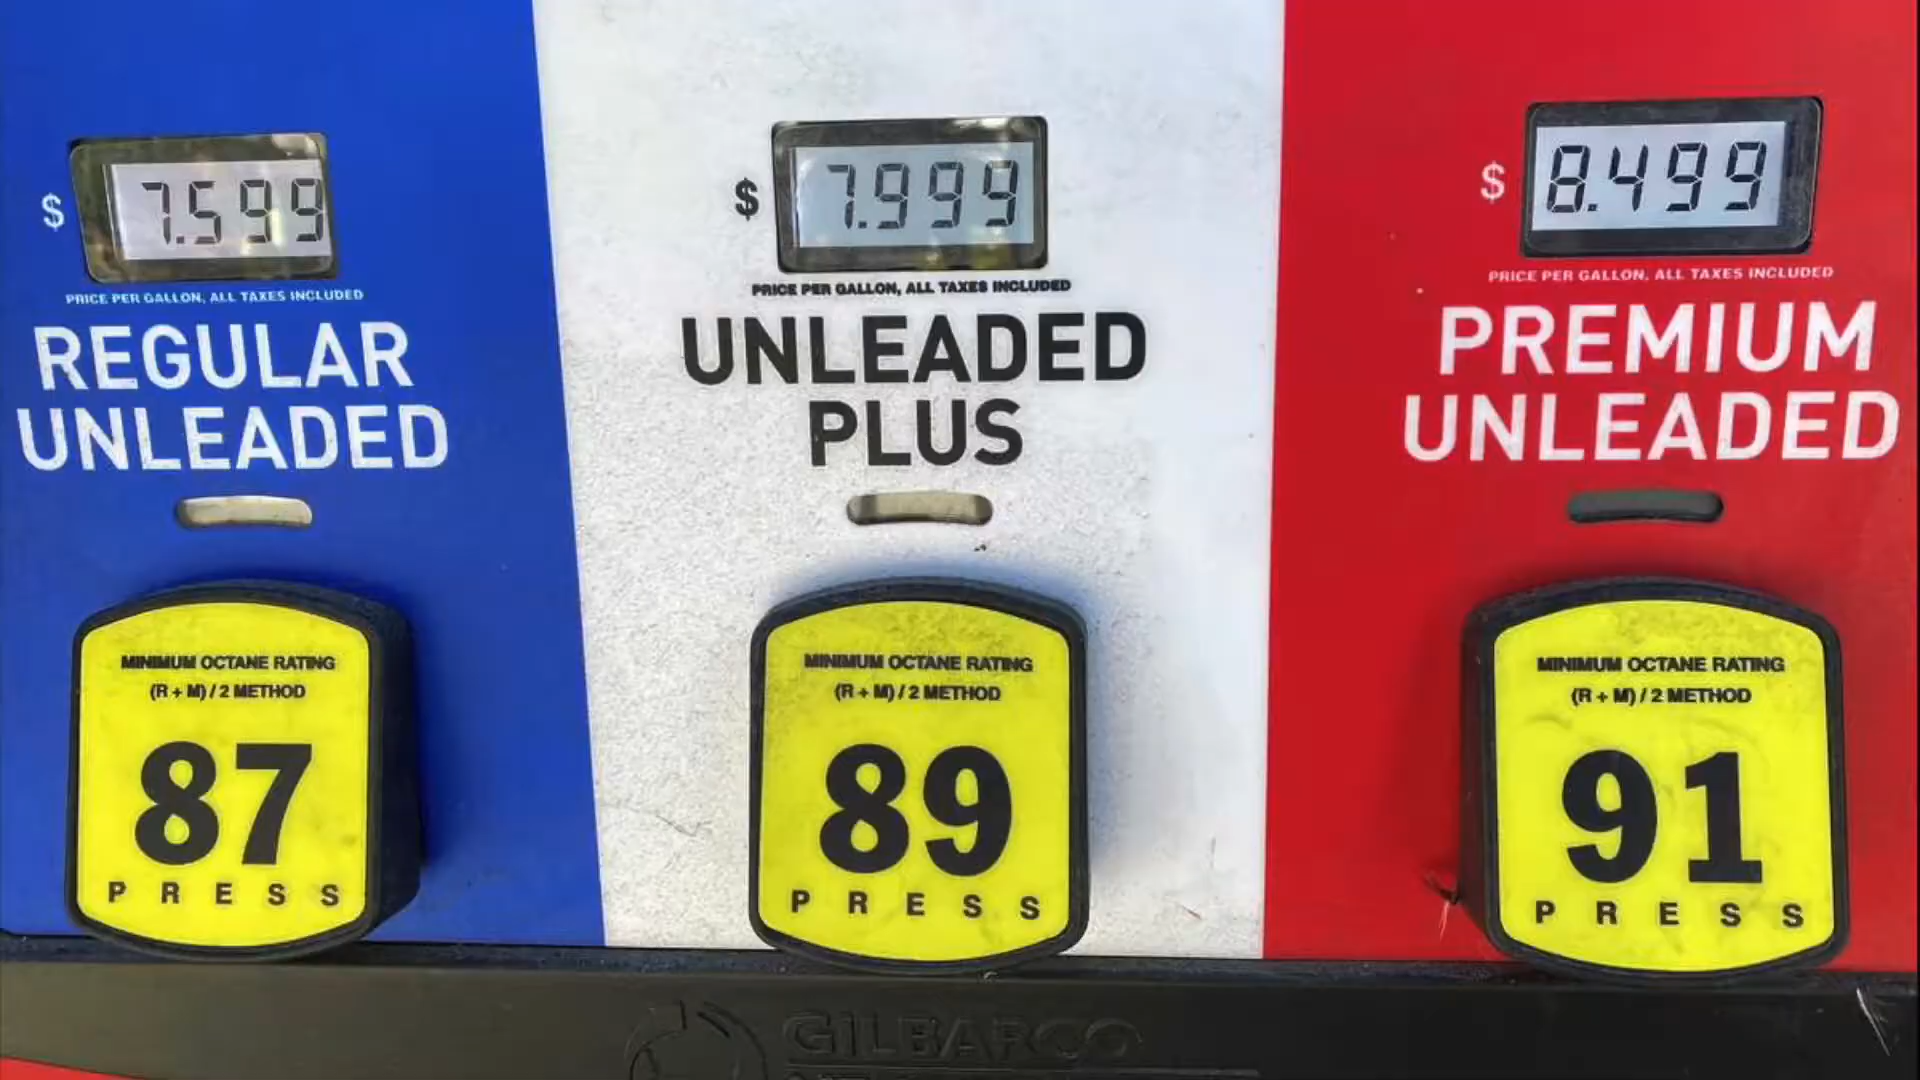 $ 7.599
PRICE PER GALLON, ALL TAXES INCLUDED
REGULAR
UNLEADED
MINIMUM OCTANE RATING
(R + M) / 2 METHOD
87
PRESS
$ 7.999
PRICE PER GALLON, ALL TAXES INCLUDED
UNLEADED
PLUS
MINIMUM OCTANE RATING
(R + M) / 2 METHOD
89
PRESS
$ 8.499
PRICE PER GALLON, ALL TAXES INCLUDED
PREMIUM
UNLEADED
MINIMUM OCTANE RATING
(R + M) / 2 METHOD
91
PRESS
GILBARCO